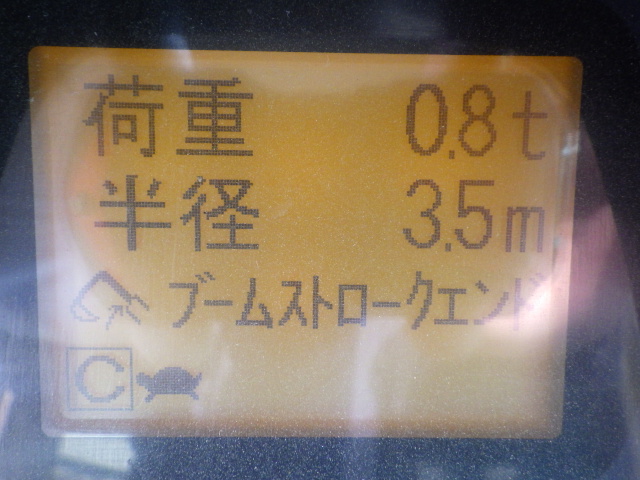 荷重 0.8t
半径 3.5m
ブームストロークエンド
C